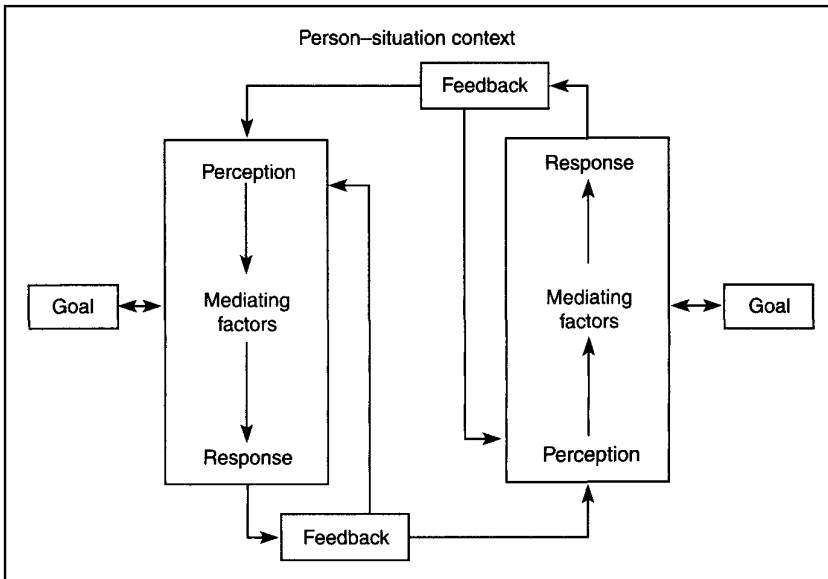 Person–situation context
Feedback
Perception
Response
Goal
Mediating
factors
Mediating
factors
Goal
Response
Perception
Feedback